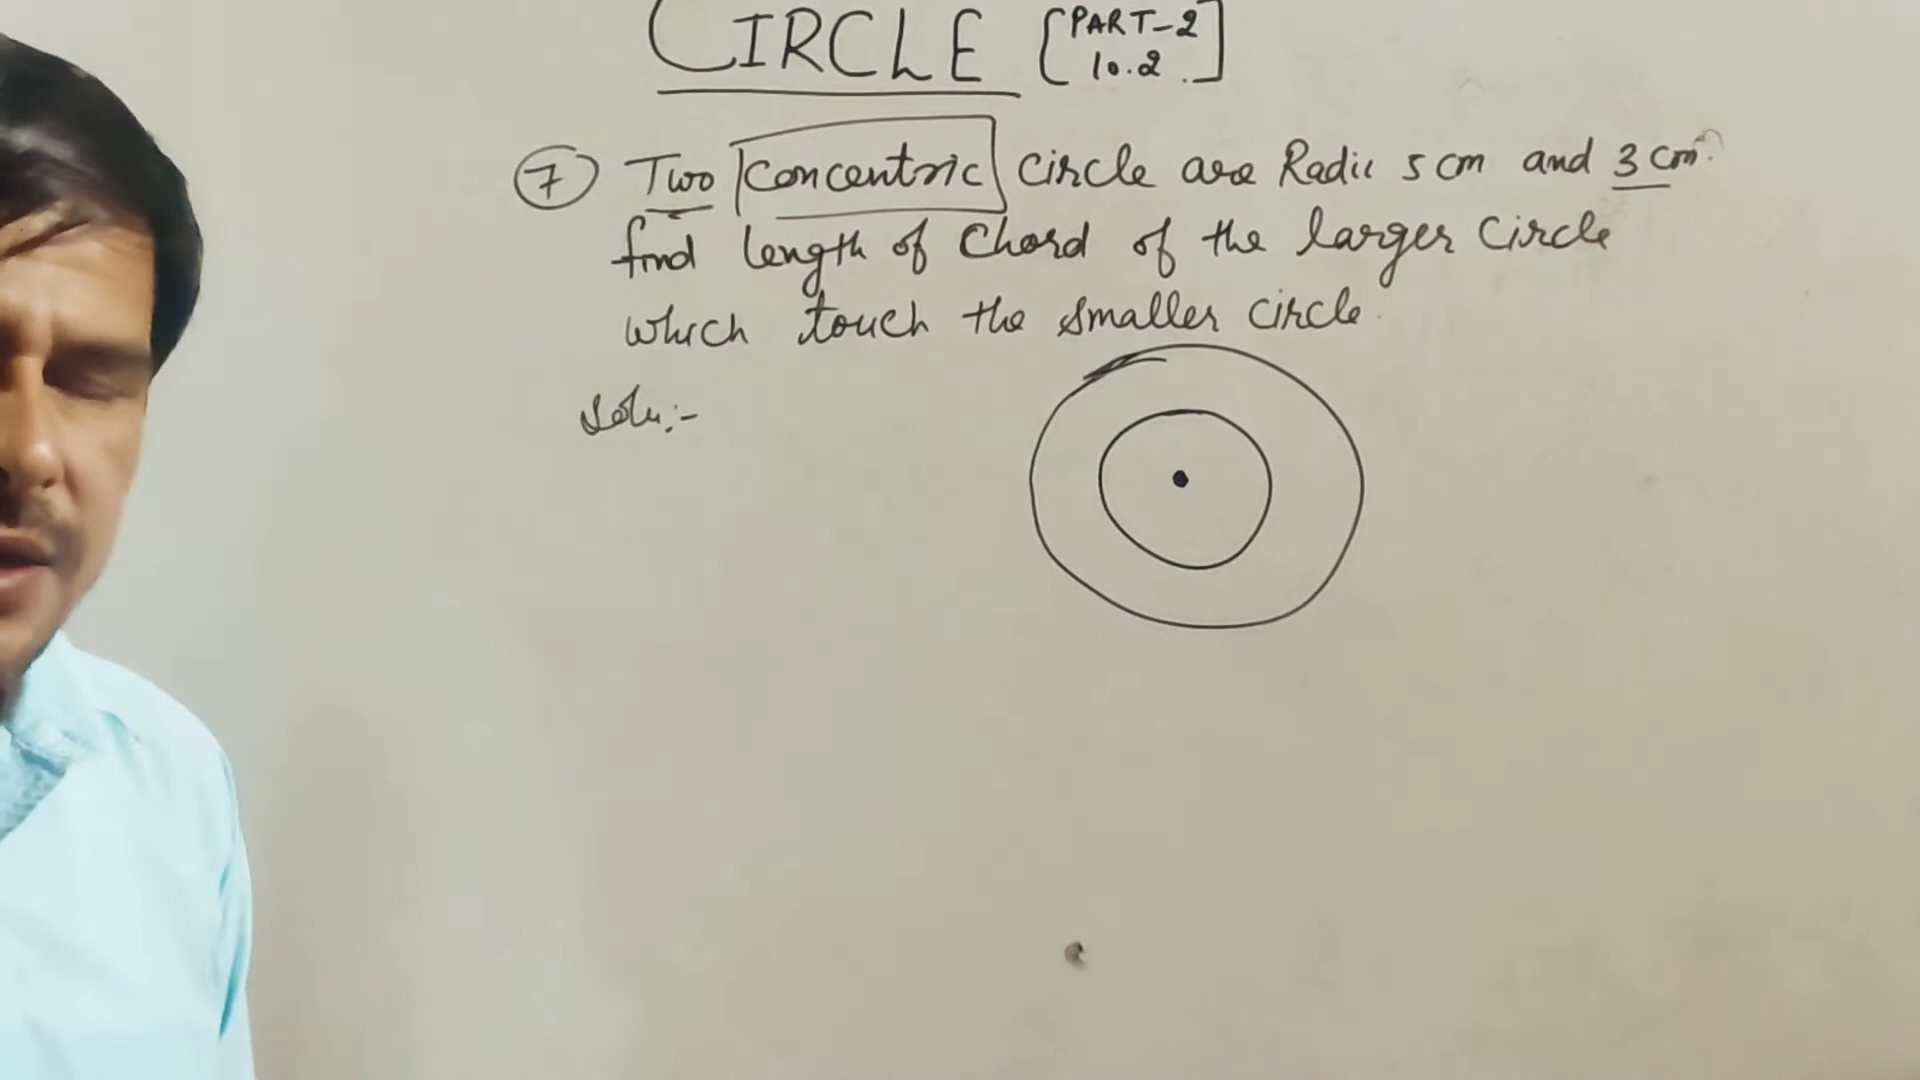 CIRCLE [PART-2
10.2.]
7 Two concentric circle are Radii 5 cm and 3 cm.
find length of Chord of the larger Circle
which touch the smaller circle.
Solu:-